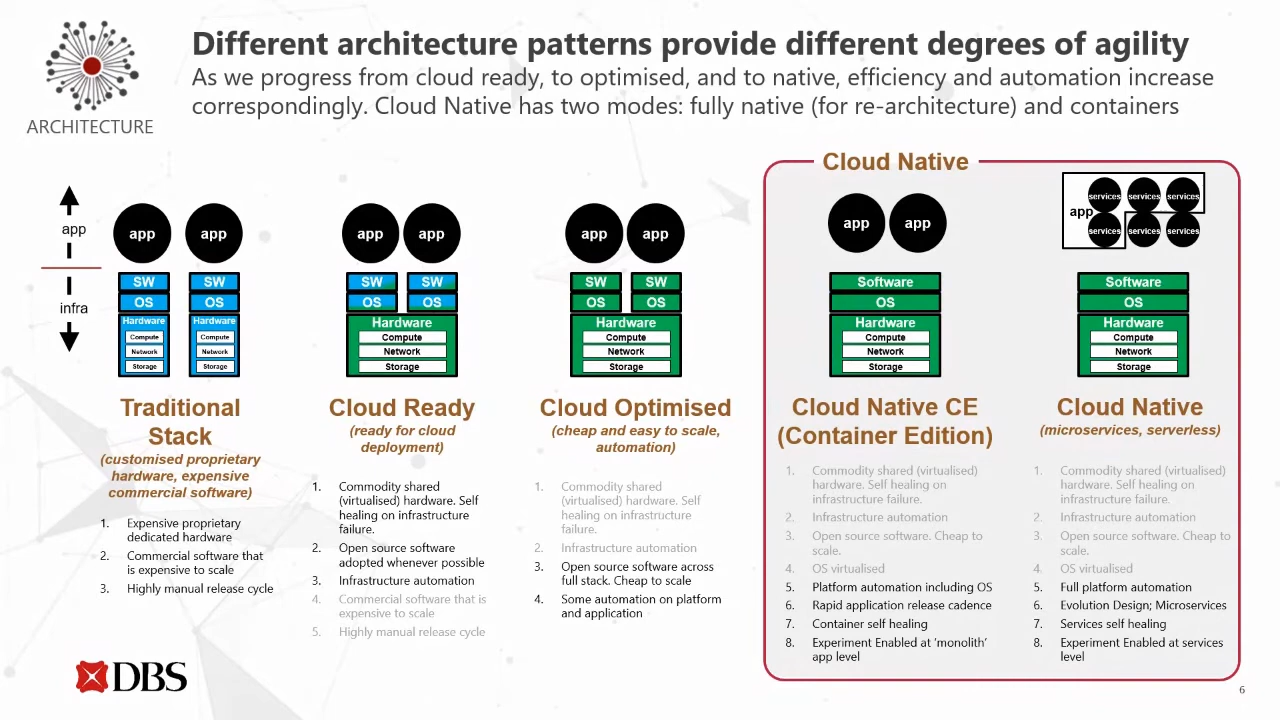 Different architecture patterns provide different degrees of agility
As we progress from cloud ready, to optimised, and to native, efficiency and automation increase
correspondingly. Cloud Native has two modes: fully native (for re-architecture) and containers
ARCHITECTURE
app
infra
app
app
SW
SW
OS
OS
Hardware
Hardware
Compute
Compute
Network
Network
Storage
Storage
Traditional
Stack
(customised proprietary
hardware, expensive
commercial software)
1. Expensive proprietary
dedicated hardware
2. Commercial software that
is expensive to scale
3. Highly manual release cycle
app
app
SW
SW
OS
OS
Hardware
Compute
Network
Storage
Cloud Ready
(ready for cloud
deployment)
1. Commodity shared
(virtualised) hardware. Self
healing on infrastructure
failure.
2. Open source software
adopted whenever possible
3. Infrastructure automation
4. Commercial software that is
expensive to scale
5. Highly manual release cycle
app
app
SW
SW
OS
OS
Hardware
Compute
Network
Storage
Cloud Optimised
(cheap and easy to scale,
automation)
1. Commodity shared
(virtualised) hardware. Self
healing on infrastructure
failure.
2. Infrastructure automation
3. Open source software across
full stack. Cheap to scale
4. Some automation on platform
and application
Cloud Native
app
app
Software
OS
Hardware
Compute
Network
Storage
Cloud Native CE
(Container Edition)
1. Commodity shared (virtualised)
hardware. Self healing on
infrastructure failure.
2. Infrastructure automation
3. Open source software. Cheap to
scale.
4. OS virtualised
5. Platform automation including OS
6. Rapid application release cadence
7. Container self healing
8. Experiment Enabled at ‘monolith’
app level
app
services
services
services
services
services
services
Software
OS
Hardware
Compute
Network
Storage
Cloud Native
(microservices, serverless)
1. Commodity shared (virtualised)
hardware. Self healing on
infrastructure failure.
2. Infrastructure automation
3. Open source software. Cheap to
scale.
4. OS virtualised
5. Full platform automation
6. Evolution Design; Microservices
7. Services self healing
8. Experiment Enabled at services
level
DBS
6